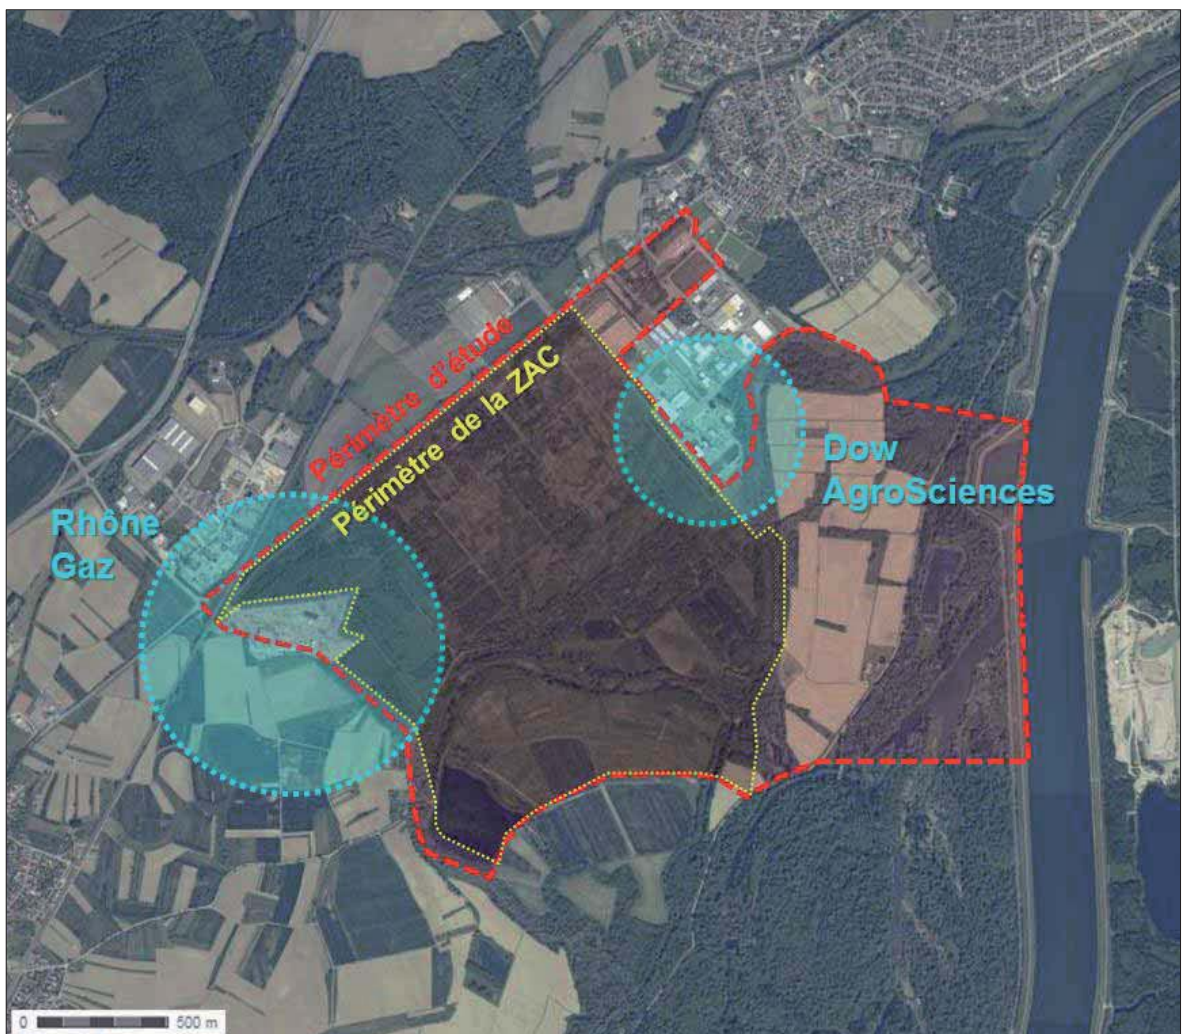 Périmètre d'étude
Périmètre de la ZAC
Dow
AgroSciences
Rhône
Gaz
0 500 m